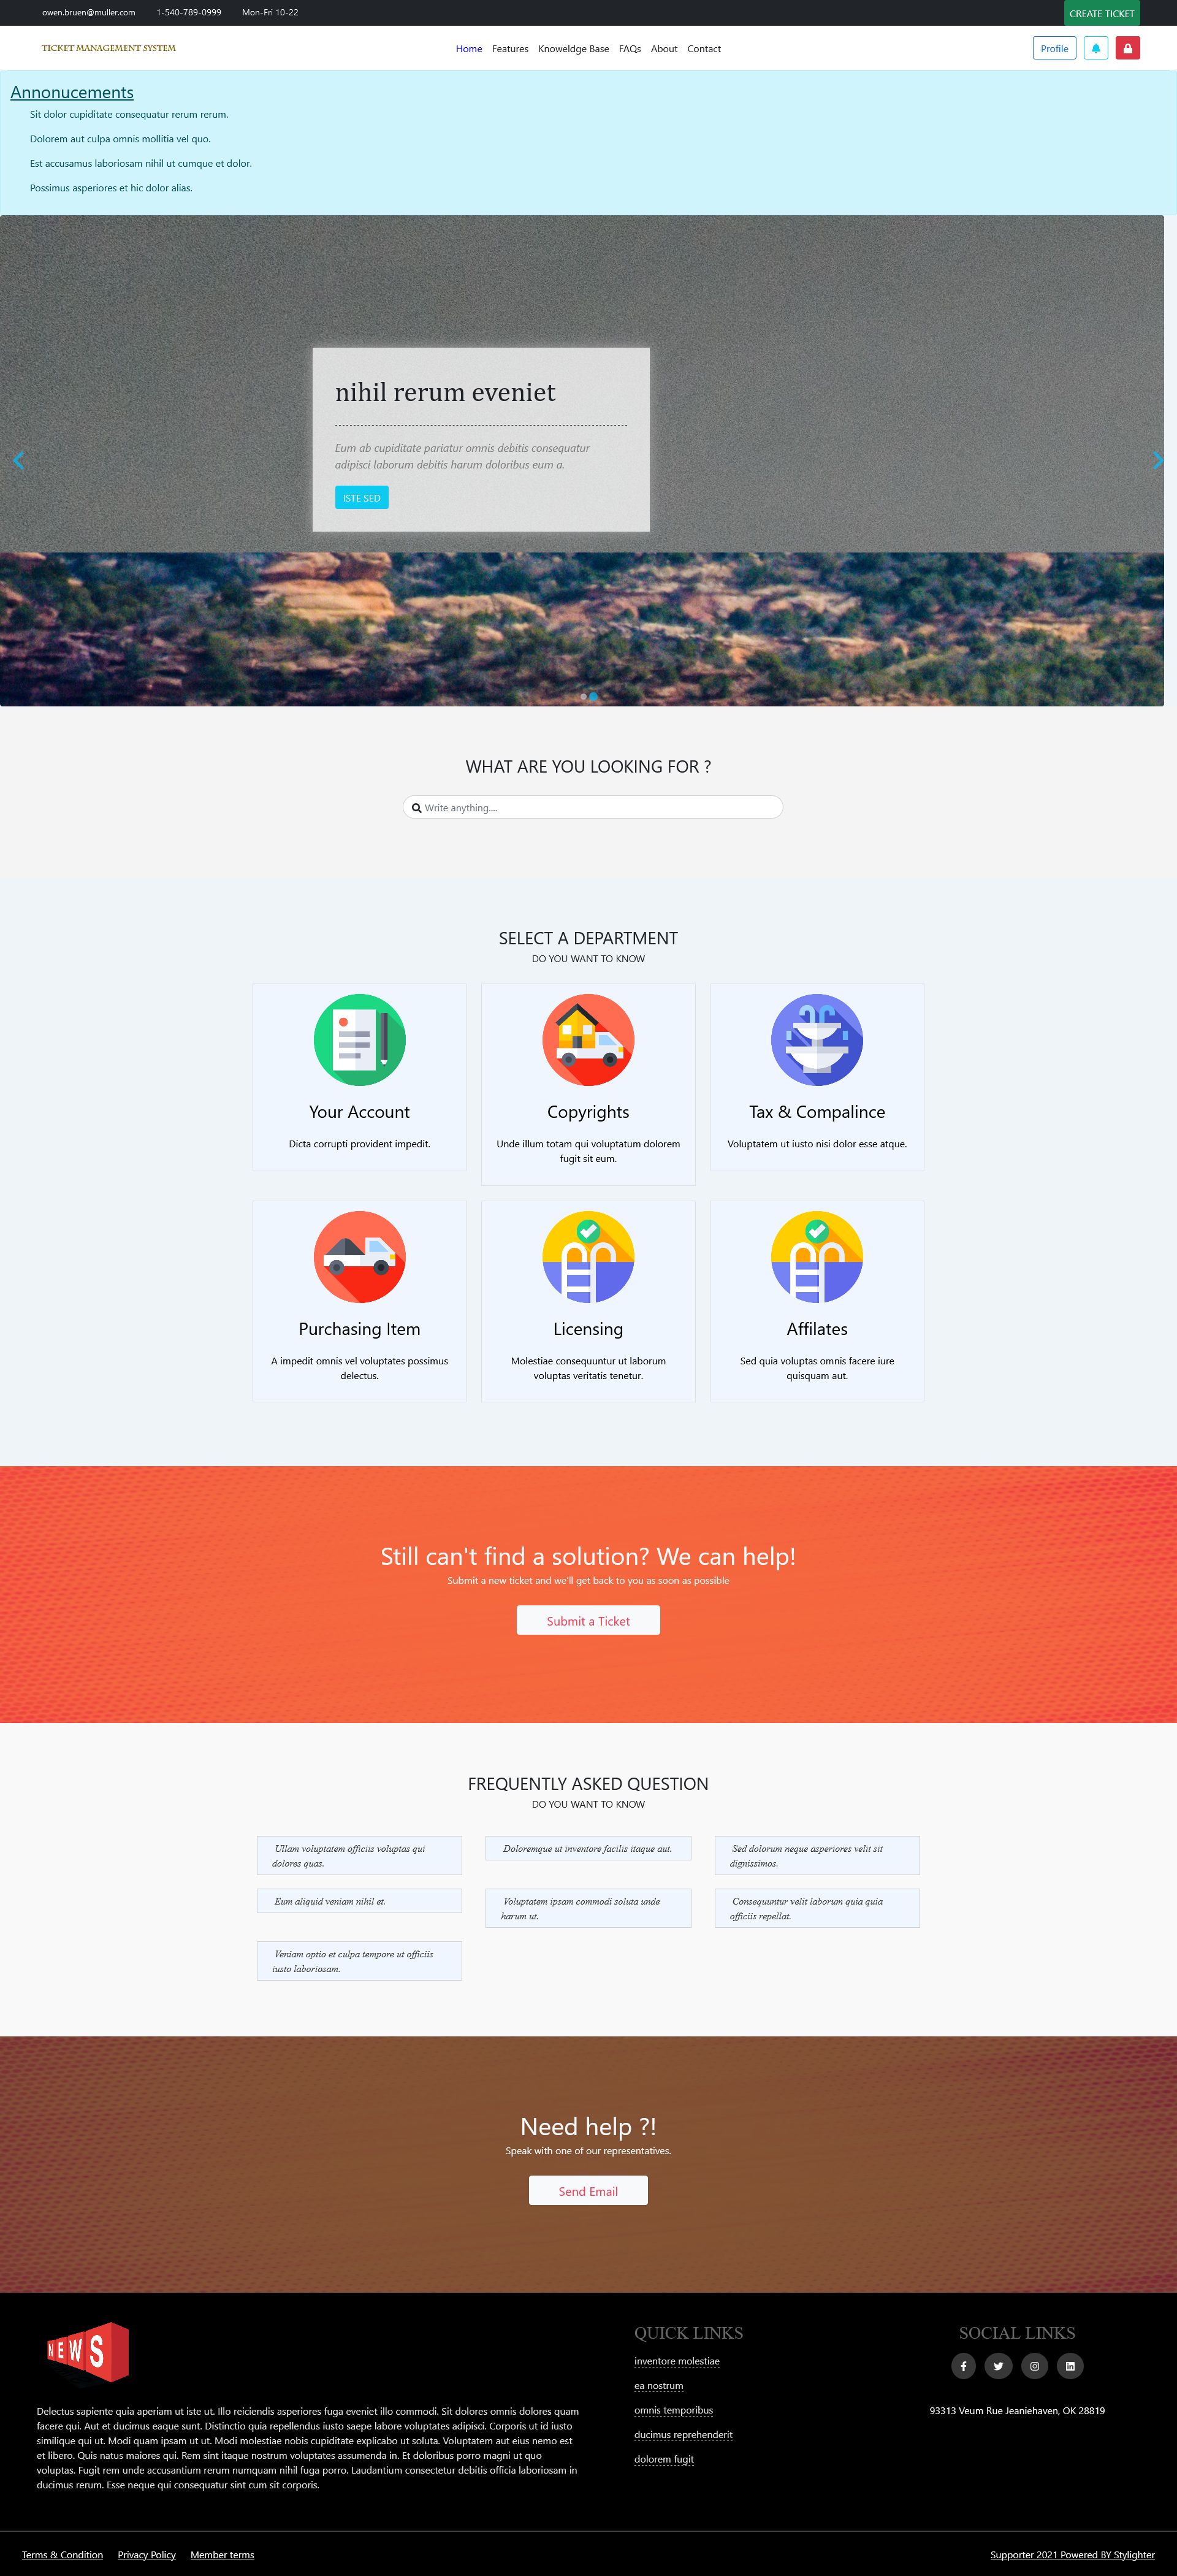 owen.bruen@muller.com 1-540-789-0999 Mon-Fri 10-22 CREATE TICKET
TICKET MANAGEMENT SYSTEM Home Features Knoweldge Base FAQs About Contact Profile
Annonucements
Sit dolor cupiditate consequatur rerum rerum.
Dolorem aut culpa omnis mollitia vel quo.
Est accusamus laboriosam nihil ut cumque et dolor.
Possimus asperiores et hic dolor alias.
nihil rerum eveniet
Eum ab cupiditate pariatur omnis debitis consequatur
adipisci laborum debitis harum doloribus eum a.
ISTE SED
WHAT ARE YOU LOOKING FOR ?
Write anything....
SELECT A DEPARTMENT
DO YOU WANT TO KNOW
Your Account
Dicta corrupti provident impedit.
Copyrights
Unde illum totam qui voluptatum dolorem
fugit sit eum.
Tax & Compalince
Voluptatem ut iusto nisi dolor esse atque.
Purchasing Item
A impedit omnis vel voluptates possimus
delectus.
Licensing
Molestiae consequuntur ut laborum
voluptas veritatis tenetur.
Affilates
Sed quia voluptas omnis facere iure
quisquam aut.
Still can't find a solution? We can help!
Submit a new ticket and we'll get back to you as soon as possible
Submit a Ticket
FREQUENTLY ASKED QUESTION
DO YOU WANT TO KNOW
Ullam voluptatem officiis voluptas qui
dolores quas.
Doloremque ut inventore facilis itaque aut.
Sed dolorum neque asperiores velit sit
dignissimos.
Eum aliquid veniam nihil et.
Voluptatem ipsam commodi soluta unde
harum ut.
Consequuntur velit laborum quia quia
officiis repellat.
Veniam optio et culpa tempore ut officiis
iusto laboriosam.
Need help ?!
Speak with one of our representatives.
Send Email
NEWS
Delectus sapiente quia aperiam ut iste ut. Illo reiciendis asperiores fuga eveniet illo commodi. Sit dolores omnis dolores quam
facere qui. Aut et ducimus eaque sunt. Distinctio quia repellendus iusto saepe labore voluptates adipisci. Corporis ut id iusto
similique qui ut. Modi quam ipsam ut ut. Modi molestiae nobis cupiditate explicabo ut soluta. Voluptatem aut eius nemo est
et libero. Quis natus maiores qui. Rem sint itaque nostrum voluptates assumenda in. Et doloribus porro magni ut quo
voluptas. Fugit rem unde accusantium rerum numquam nihil fuga porro. Laudantium consectetur debitis officia laboriosam in
ducimus rerum. Esse neque qui consequatur sint cum sit corporis.
QUICK LINKS
inventore molestiae
ea nostrum
omnis temporibus
ducimus reprehenderit
dolorem fugit
SOCIAL LINKS
93313 Veum Rue Jeaniehaven, OK 28819
Terms & Condition Privacy Policy Member terms Supporter 2021 Powered BY Stylighter